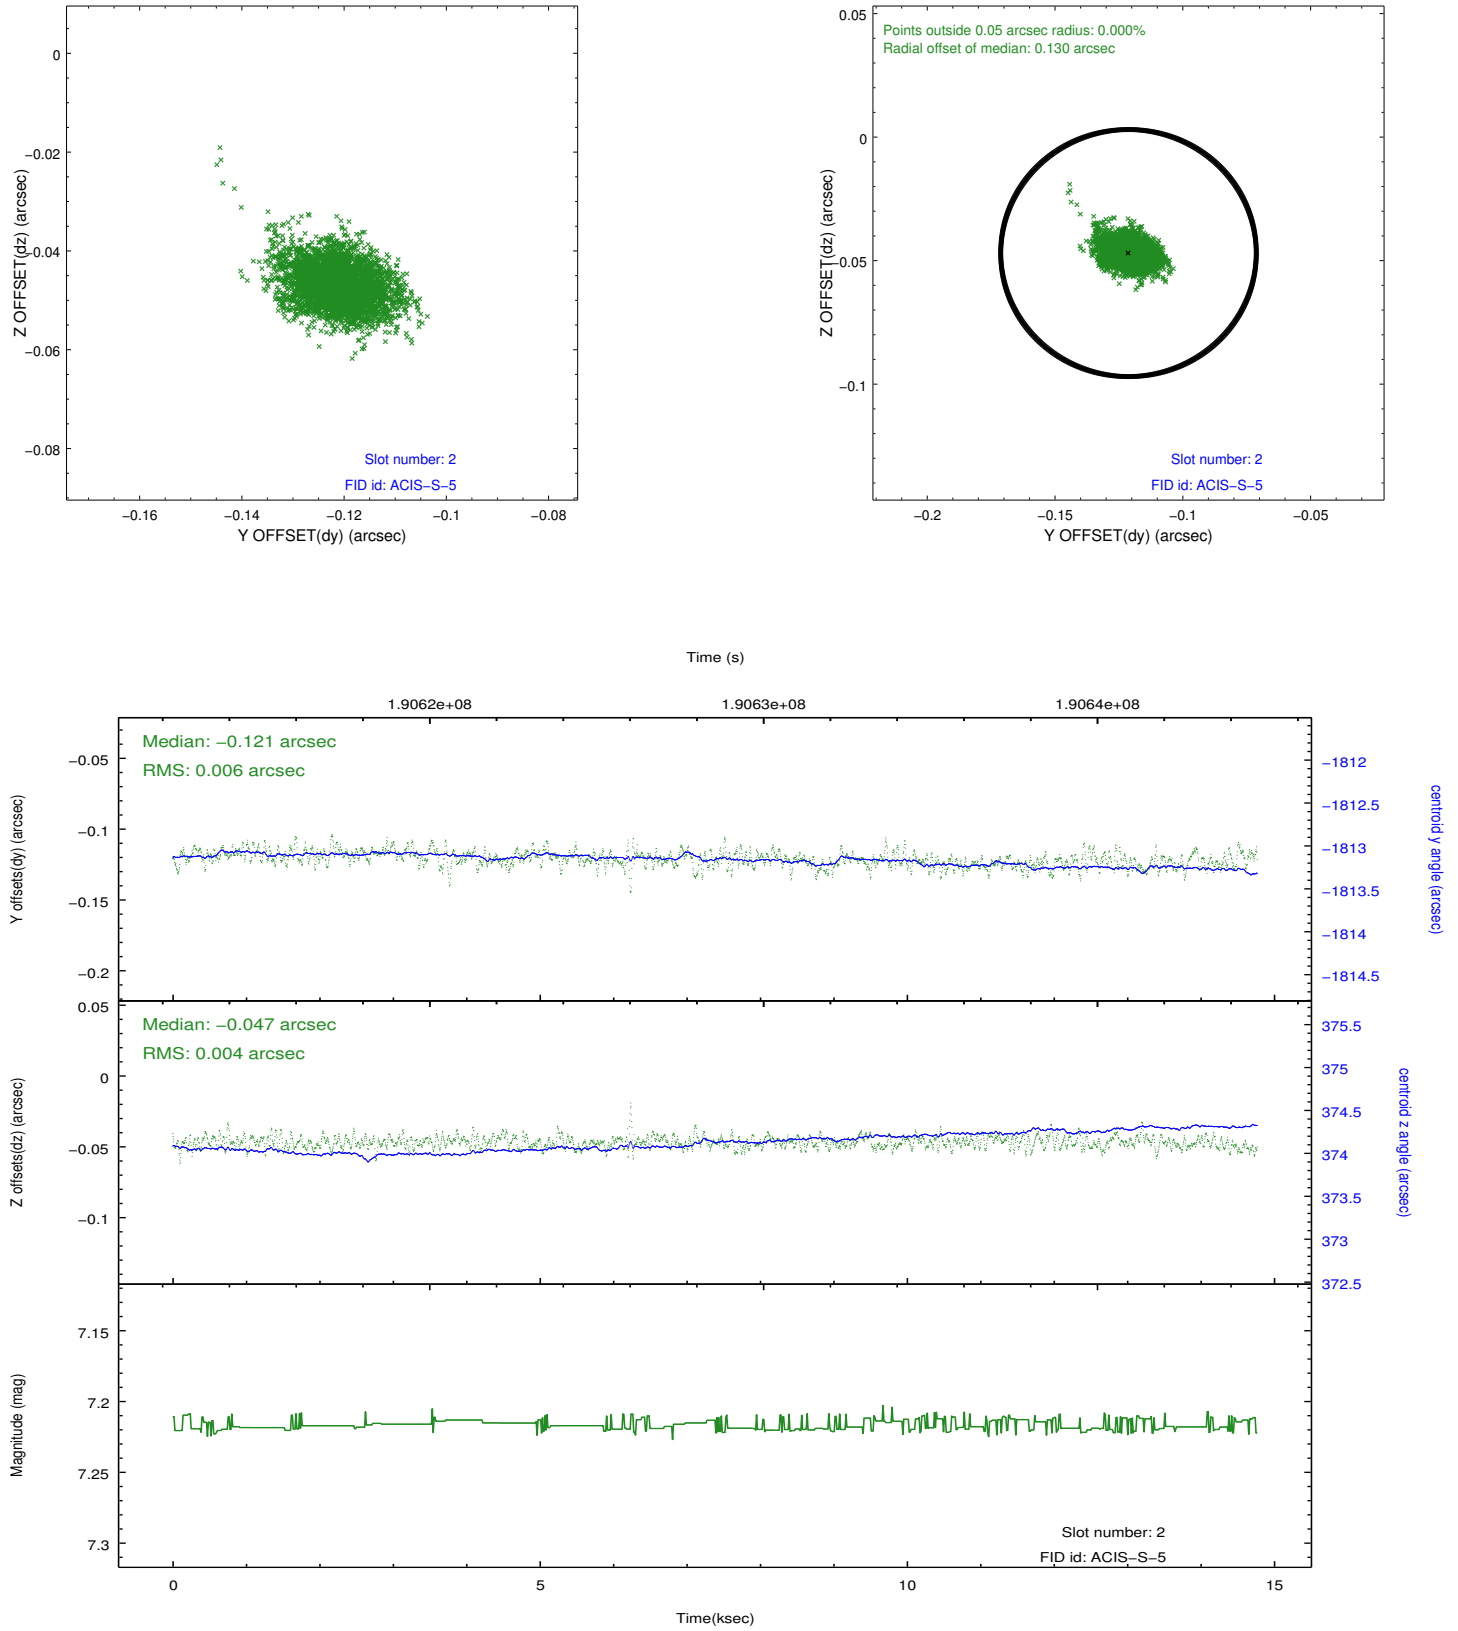 0
−0.02
−0.04
−0.06
−0.08
Z OFFSET(dz) (arcsec)
−0.16
−0.14
−0.12
−0.1
−0.08
Y OFFSET(dy) (arcsec)
Slot number: 2
FID id: ACIS−S−5
Points outside 0.05 arcsec radius: 0.000%
Radial offset of median: 0.130 arcsec
0.05
0
−0.05
−0.1
Z OFFSET(dz) (arcsec)
−0.2
−0.15
−0.1
−0.05
Y OFFSET(dy) (arcsec)
Slot number: 2
FID id: ACIS−S−5
Time (s)
1.9062e+08
1.9063e+08
1.9064e+08
Median: −0.121 arcsec
RMS: 0.006 arcsec
−0.05
−0.1
−0.15
−0.2
Y offsets(dy) (arcsec)
−1812
−1812.5
−1813
−1813.5
−1814
−1814.5
centroid y angle (arcsec)
Median: −0.047 arcsec
RMS: 0.004 arcsec
0.05
0
−0.05
−0.1
Z offsets(dz) (arcsec)
375.5
375
374.5
374
373.5
373
372.5
centroid z angle (arcsec)
7.15
7.2
7.25
7.3
Magnitude (mag)
Slot number: 2
FID id: ACIS−S−5
0
5
10
15
Time(ksec)